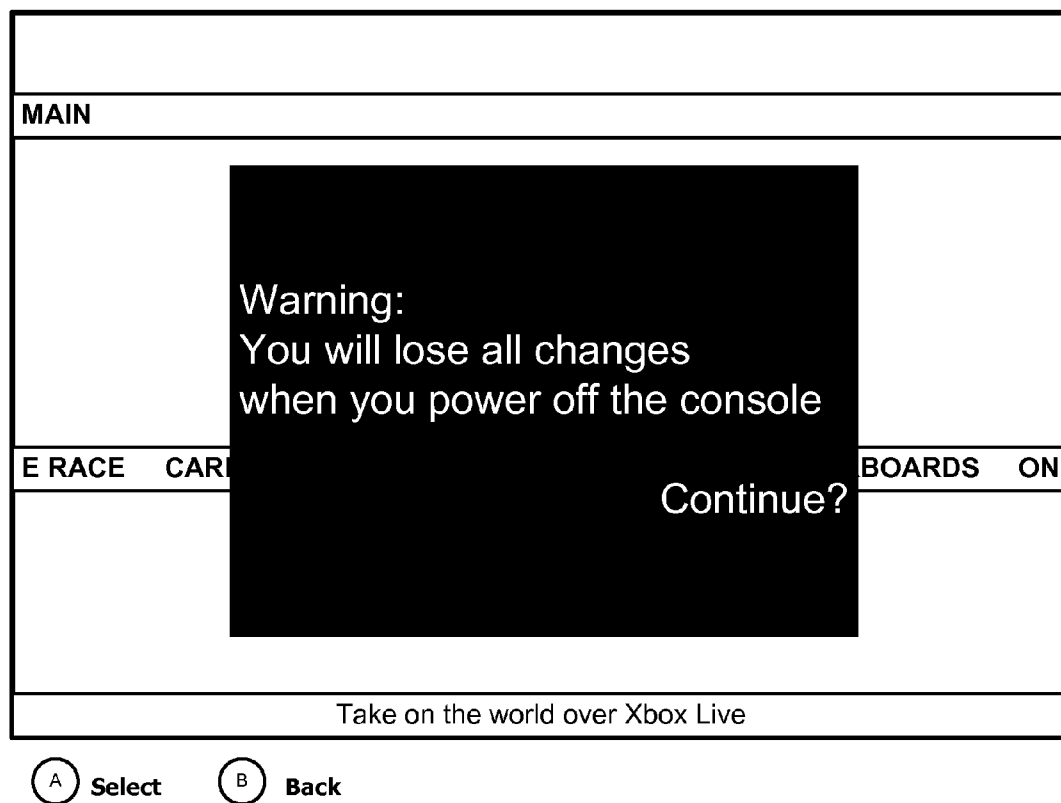 MAIN
Warning:
You will lose all changes
when you power off the console
E RACE CARE BOARDS ON
Continue?
Take on the world over Xbox Live
A Select B Back